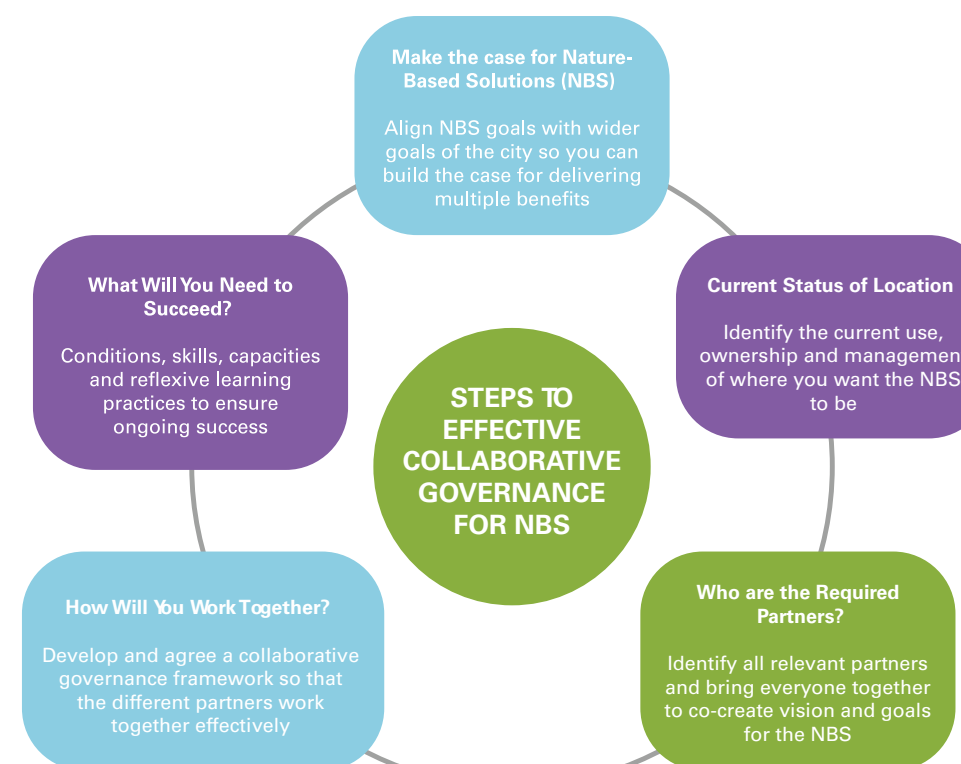 Make the case for Nature-
Based Solutions (NBS)
Align NBS goals with wider
goals of the city so you can
build the case for delivering
multiple benefits
Current Status of Location
Identify the current use,
ownership and managemen
of where you want the NBS
to be
Who are the Required
Partners?
Identify all relevant partners
and bring everyone together
to co-create vision and goals
for the NBS
How Will You Work Together?
Develop and agree a collaborative
governance framework so that
the different partners work
together effectively
What Will You Need to
Succeed?
Conditions, skills, capacities
and reflexive learning
practices to ensure
ongoing success
STEPS TO
EFFECTIVE
COLLABORATIVE
GOVERNANCE
FOR NBS